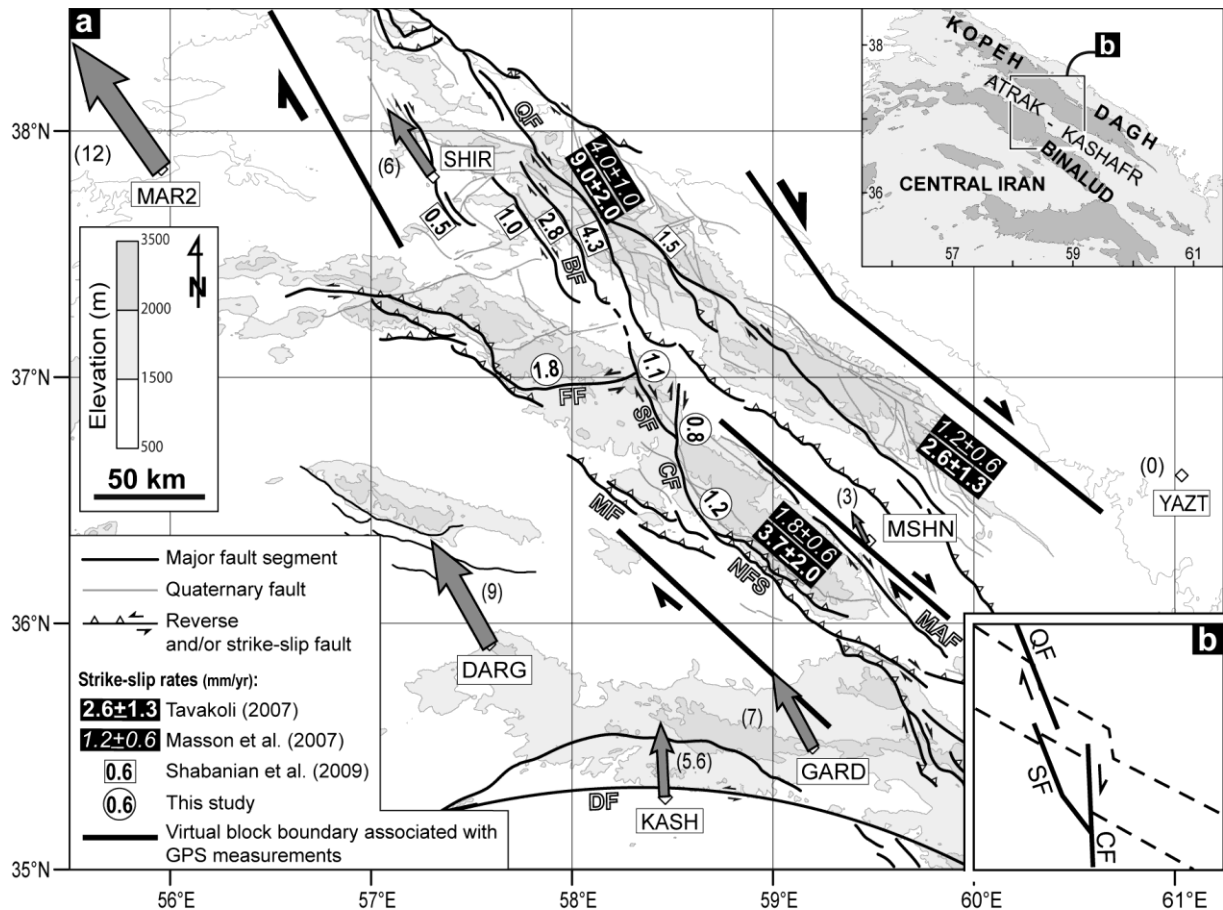 a
38°N
37°N
36°N
35°N
56°E
57°E
58°E
59°E
60°E
61°E
(12)
MAR2
(6)
SHIR
QF
4.0±1.0
9.0±2.0
0.5
1.0
2.8
4.3
1.5
BF
1.8
FF
1.1
SF
0.8
CF
1.2
MF
NFS
1.8±0.6
3.7±2.0
(3)
MSHN
MAF
1.2±0.6
2.6±1.3
(0)
YAZT
(9)
DARG
(7)
GARD
(5.6)
KASH
DF
Elevation (m)
3500
2000
1500
500
N
50 km
Major fault segment
Quaternary fault
Reverse
and/or strike-slip fault
Strike-slip rates (mm/yr):
2.6±1.3 Tavakoli (2007)
1.2±0.6 Masson et al. (2007)
0.6 Shabanian et al. (2009)
0.6 This study
Virtual block boundary associated with
GPS measurements
38
36
57
59
61
KOPEH
DAGH
ATRAK - KASHAFR
BINALUD
CENTRAL IRAN
b
b
QF
SF
CF